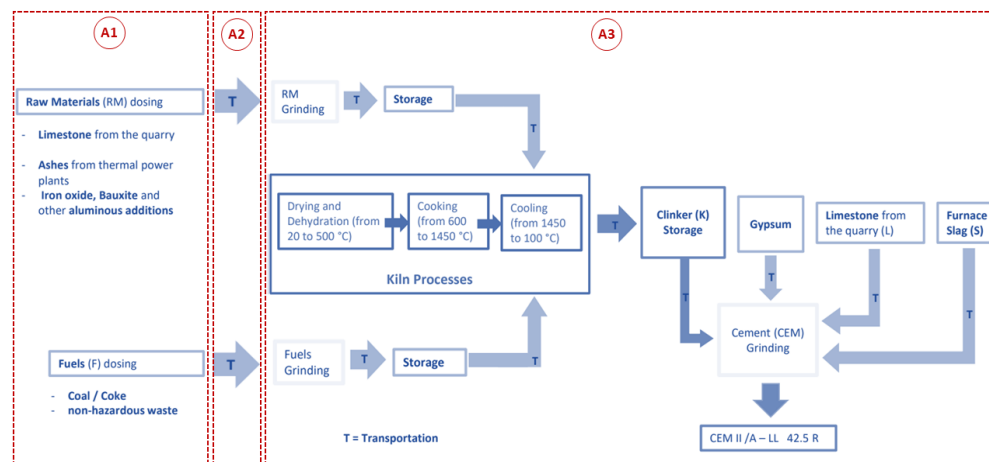 A1
A2
A3
Raw Materials (RM) dosing
T
RM
Grinding
T
Storage
T
- Limestone from the quarry
- Ashes from thermal power
plants
- Iron oxide, Bauxite and
other aluminous additions
Drying and
Dehydration (from
20 to 500 °C)
Cooking
(from 600
to 1450 °C)
Cooling
(from 1450
to 100 °C)
Kiln Processes
T
Clinker (K)
Storage
Gypsum
Limestone from
the quarry (L)
Furnace
Slag (S)
T
T
T
T
Cement (CEM)
Grinding
Fuels (F) dosing
T
Fuels
Grinding
T
Storage
T
- Coal / Coke
- non-hazardous waste
T = Transportation
CEM II /A – LL 42.5 R